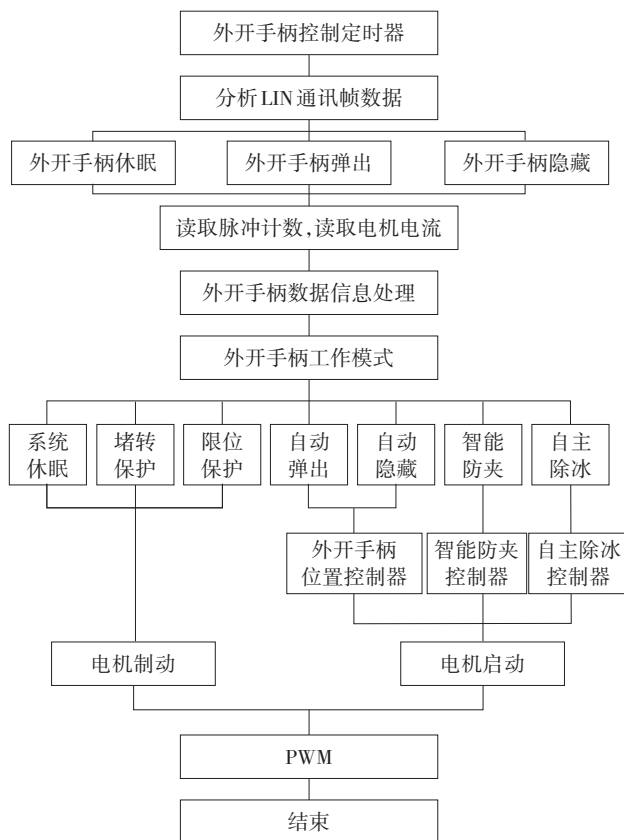 外开手柄控制定时器
分析LIN通讯帧数据
外开手柄休眠
外开手柄弹出
外开手柄隐藏
读取脉冲计数,读取电机电流
外开手柄数据信息处理
外开手柄工作模式
系统
休眠
堵转
保护
限位
保护
自动
弹出
自动
隐藏
智能
防夹
自主
除冰
外开手柄
位置控制器
智能防夹
控制器
自主除冰
控制器
电机制动
电机启动
PWM
结束